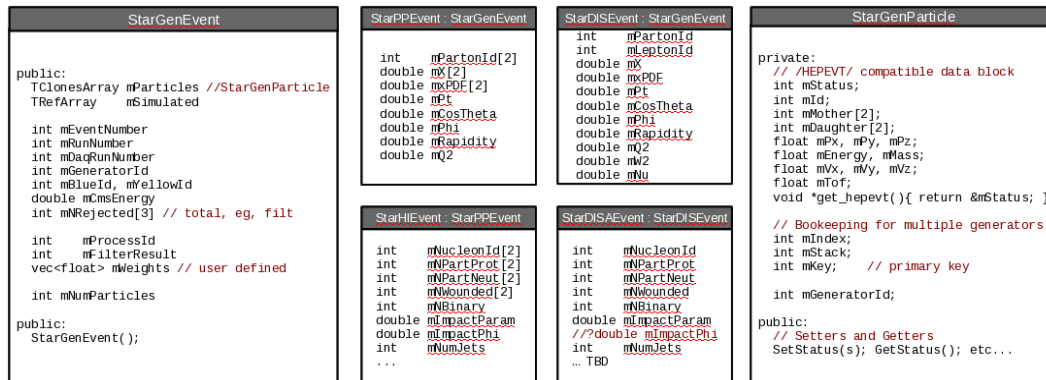 StarGenEvent
public:
TClonesArray mParticles //StarGenParticle
TRefArray mSimulated
int mEventNumber
int mRunNumber
int mDaqRunNumber
int mGeneratorId
int mBlueId, mYellowId
double mCmsEnergy
int mNRejected[3] // total, eg, filt
int mProcessId
int mFilterResult
vec<float> mWeights // user defined
int mNumParticles
public:
StarGenEvent();
StarPPEvent : StarGenEvent
int mPartonId[2]
double mX[2]
double mxPDF[2]
double mPt
double mCosTheta
double mPhi
double mRapidity
double mQ2
StarDISEvent : StarGenEvent
int mPartonId
int mLeptonId
double mX
double mxPDF
double mPt
double mCosTheta
double mPhi
double mRapidity
double mQ2
double mW2
double mNu
StarHIEvent : StarPPEvent
int mNucleonId[2]
int mNPartProt[2]
int mNPartNeut[2]
int mNWounded[2]
int mNBinary
double mImpactParam
double mImpactPhi
int mNumJets
...
StarDISAEvent : StarDISEvent
int mNucleonId
int mNPartProt
int mNPartNeut
int mNWounded
int mNBinary
double mImpactParam
//?double mImpactPhi
int mNumJets
... TBD
StarGenParticle
private:
// /HEPEVT/ compatible data block
int mStatus;
int mId;
int mMother[2];
int mDaughter[2];
float mPx, mPy, mPz;
float mEnergy, mMass;
float mVx, mVy, mVz;
float mTof;
void *get_hepevt(){ return &mStatus; }
// Bookeeping for multiple generators
int mIndex;
int mStack;
int mKey; // primary key
int mGeneratorId;
public:
// Setters and Getters
SetStatus(s); GetStatus(); etc...